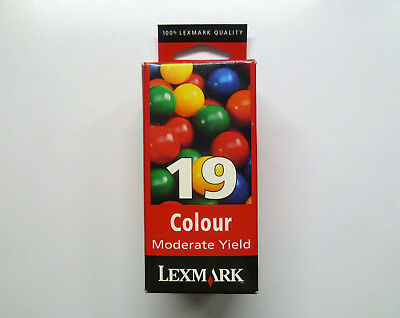 100% LEXMARK QUALITY
19
Colour
Moderate Yield
LEXMARK